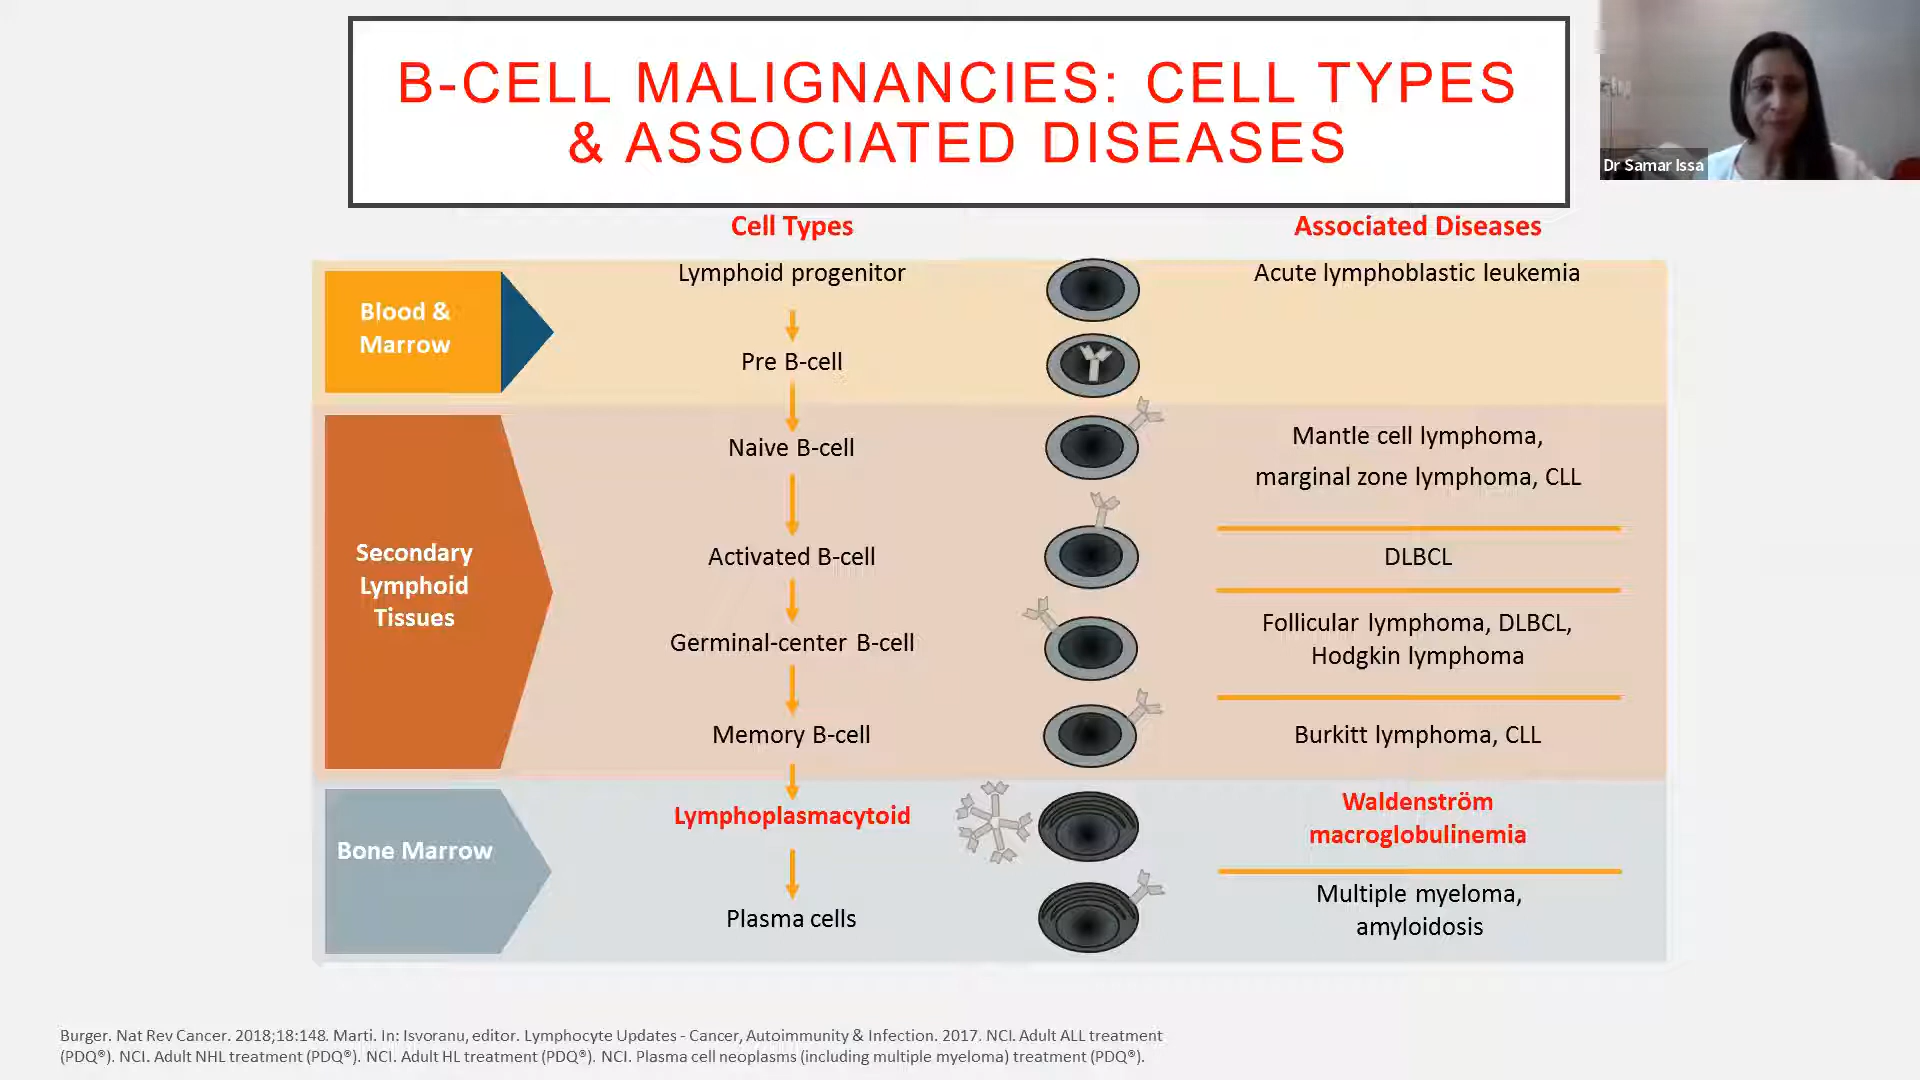 B-CELL MALIGNANCIES: CELL TYPES
& ASSOCIATED DISEASES
Dr Samar Issa
Cell Types
Associated Diseases
Blood &
Marrow
Lymphoid progenitor
Acute lymphoblastic leukemia
Pre B-cell
Secondary
Lymphoid
Tissues
Naive B-cell
Mantle cell lymphoma,
marginal zone lymphoma, CLL
Activated B-cell
DLBCL
Germinal-center B-cell
Follicular lymphoma, DLBCL,
Hodgkin lymphoma
Memory B-cell
Burkitt lymphoma, CLL
Bone Marrow
Lymphoplasmacytoid
Waldenström
macroglobulinemia
Plasma cells
Multiple myeloma,
amyloidosis
Burger. Nat Rev Cancer. 2018;18:148. Marti. In: Isvoranu, editor. Lymphocyte Updates - Cancer, Autoimmunity & Infection. 2017. NCI. Adult ALL treatment
(PDQ®). NCI. Adult NHL treatment (PDQ®). NCI. Adult HL treatment (PDQ®). NCI. Plasma cell neoplasms (including multiple myeloma) treatment (PDQ®).